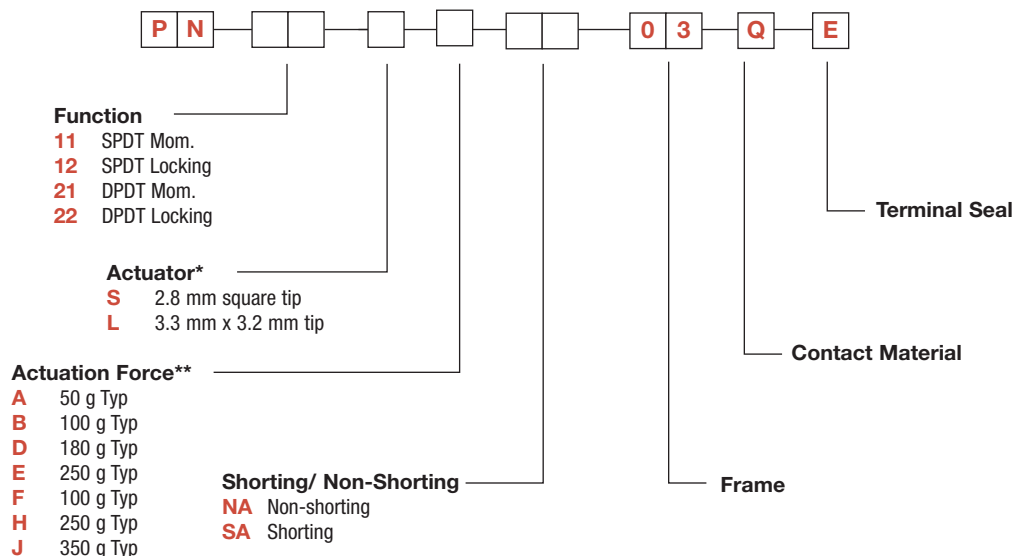 P N 0 3 Q E
Function
11 SPDT Mom.
12 SPDT Locking
21 DPDT Mom.
22 DPDT Locking
Terminal Seal
Actuator*
S 2.8 mm square tip
L 3.3 mm x 3.2 mm tip
Contact Material
Actuation Force**
A 50 g Typ
B 100 g Typ
D 180 g Typ
E 250 g Typ
F 100 g Typ
H 250 g Typ
J 350 g Typ
Shorting/ Non-Shorting
NA Non-shorting
SA Shorting
Frame